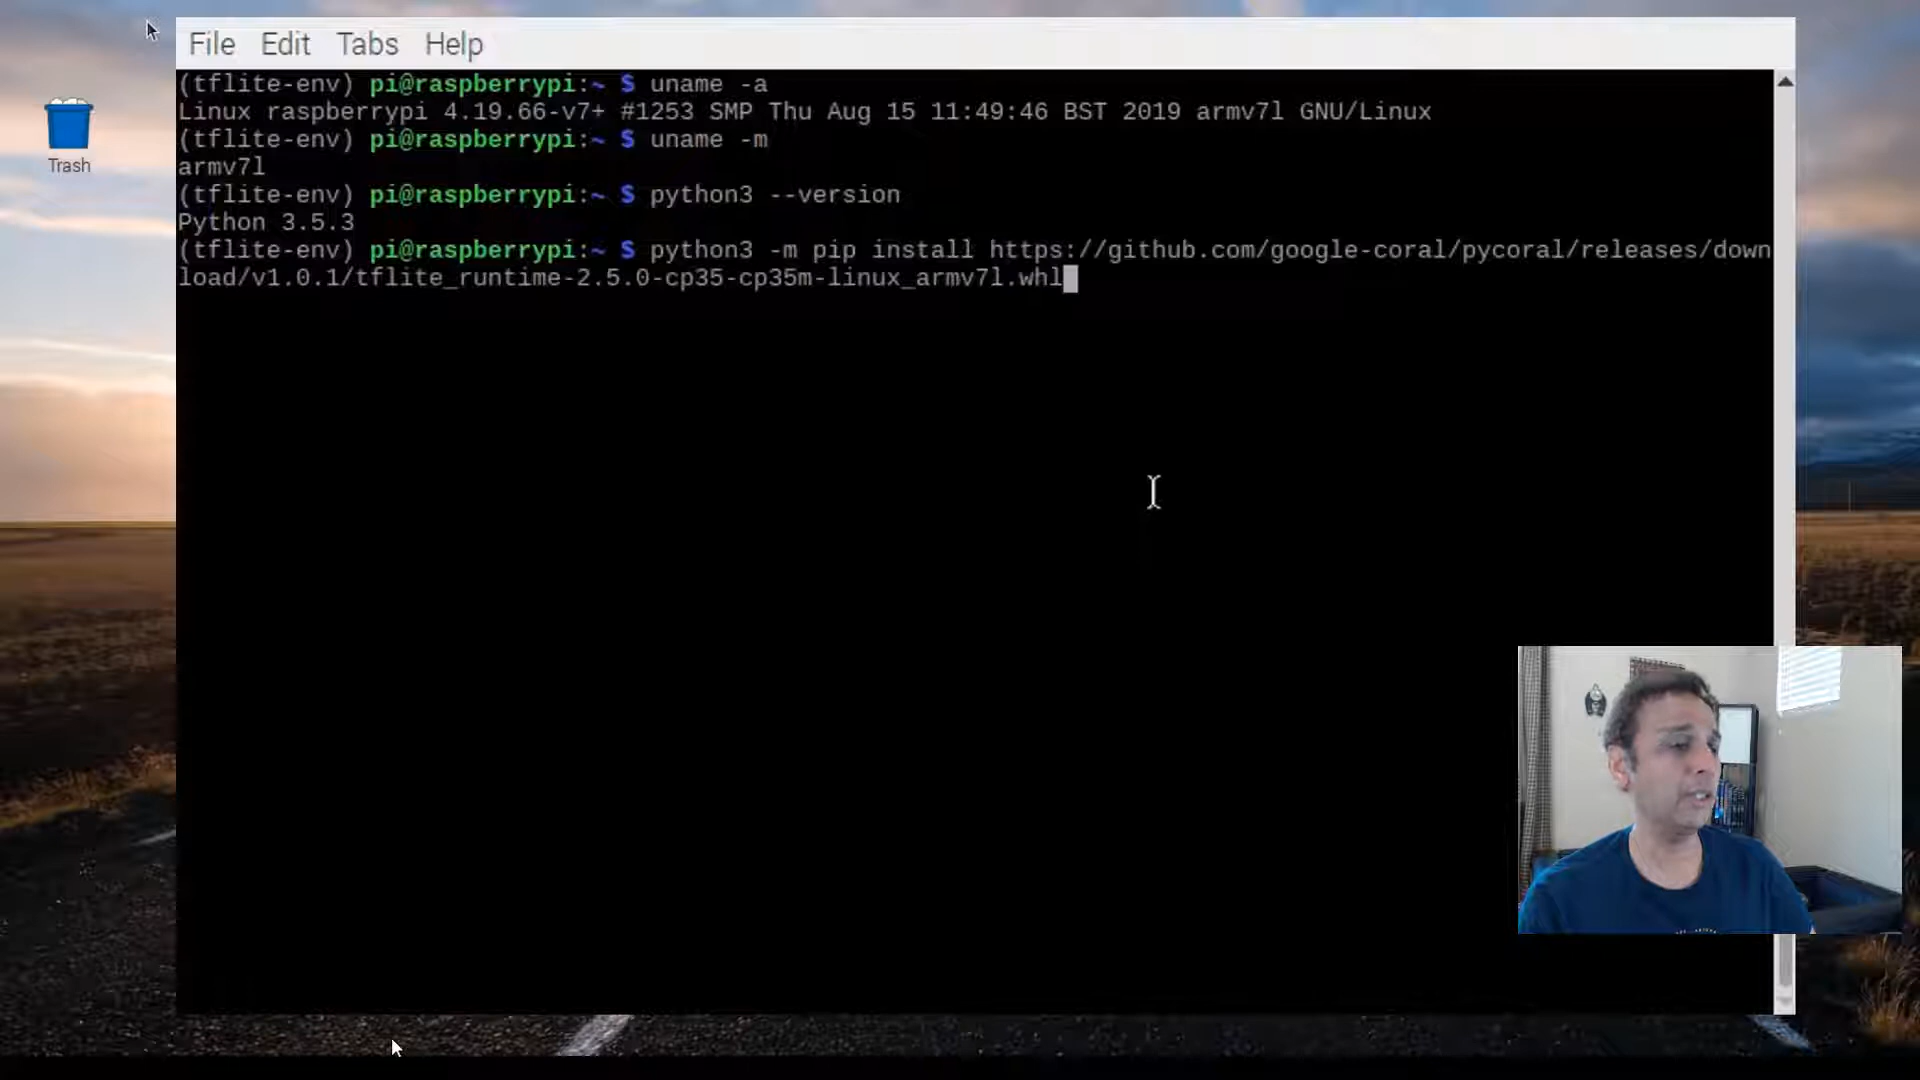 File Edit Tabs Help
(tflite-env) pi@raspberrypi:~ $ uname -a
Linux raspberrypi 4.19.66-v7+ #1253 SMP Thu Aug 15 11:49:46 BST 2019 armv7l GNU/Linux
(tflite-env) pi@raspberrypi:~ $ uname -m
armv7l
(tflite-env) pi@raspberrypi:~ $ python3 --version
Python 3.5.3
(tflite-env) pi@raspberrypi:~ $ python3 -m pip install https://github.com/google-coral/pycoral/releases/down
load/v1.0.1/tflite_runtime-2.5.0-cp35-cp35m-linux_armv7l.whl
Trash